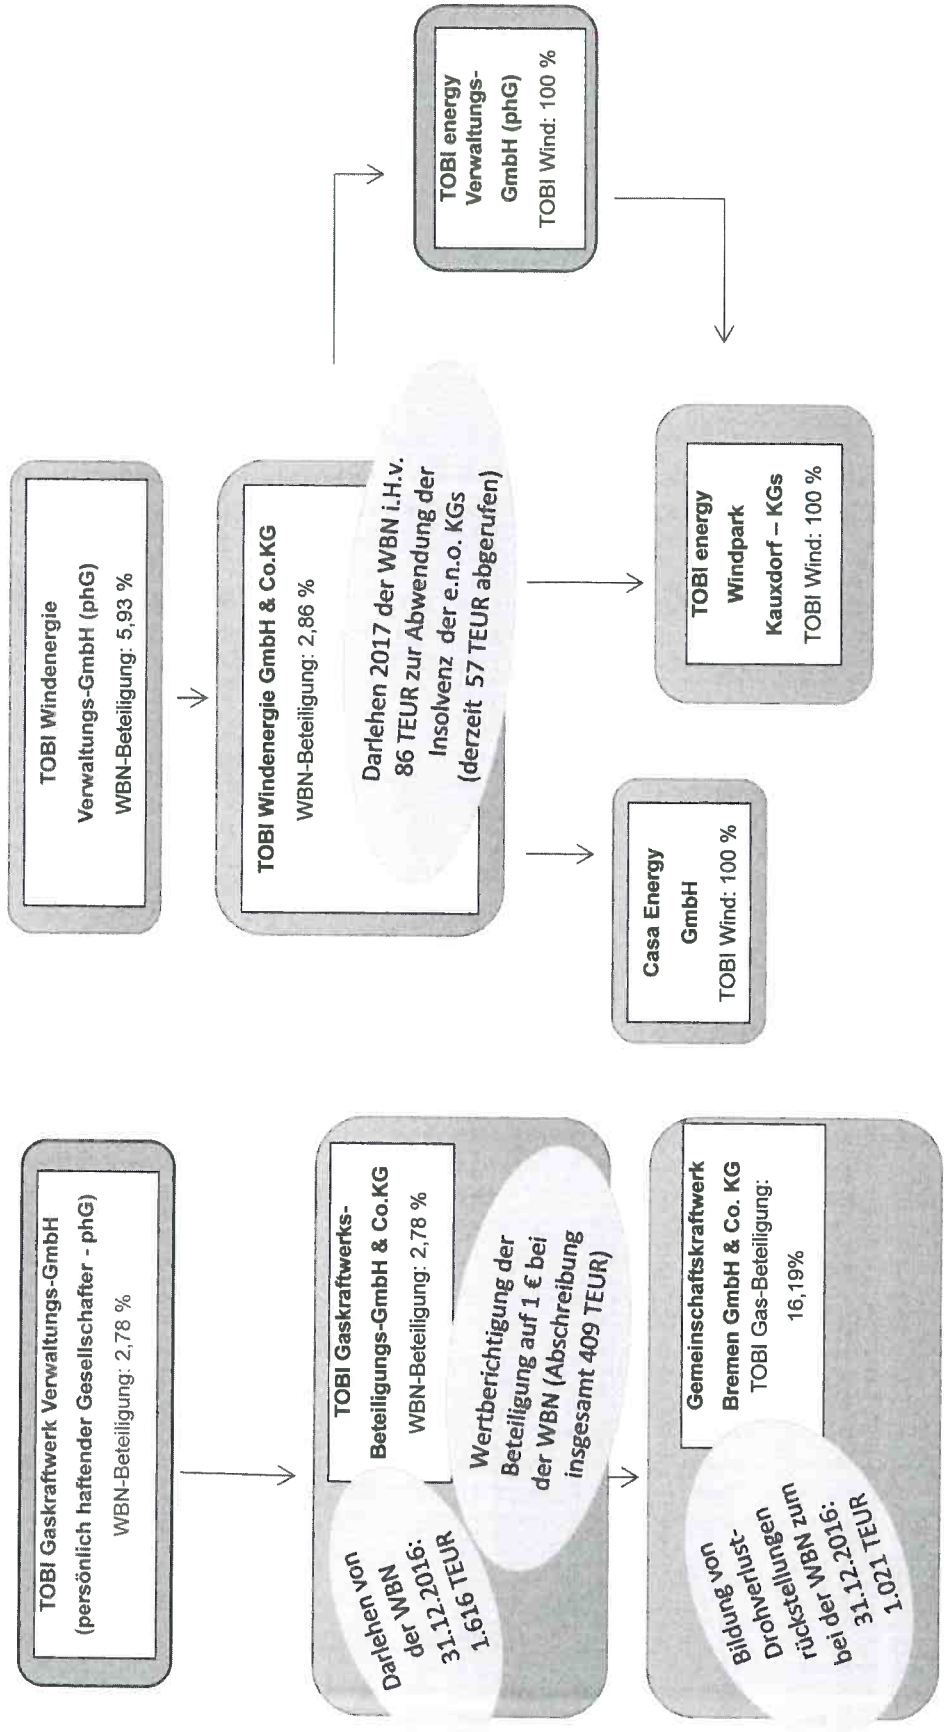 TOBI Gaskraftwerk Verwaltungs-GmbH
(persönlich haftender Gesellschafter - phG)
WBN-Beteiligung: 2,78 %
TOBI Gaskraftwerks-
Beteiligungs-GmbH & Co.KG
WBN-Beteiligung: 2,78 %
Darlehen von
der WBN
31.12.2016:
1.616 TEUR
Wertberichtigung der
Beteiligung auf 1 € bei
der WBN (Abschreibung
insgesamt 409 TEUR)
Gemeinschaftskraftwerk
Bremen GmbH & Co. KG
TOBI Gas-Beteiligung:
16,19%
Bildung von
Drohverlust-
rückstellungen
bei der WBN zum
31.12.2016:
1.021 TEUR
TOBI Windenergie
Verwaltungs-GmbH (phG)
WBN-Beteiligung: 5,93 %
TOBI Windenergie GmbH & Co.KG
WBN-Beteiligung: 2,86 %
Darlehen 2017 der WBN i.H.v.
86 TEUR zur Abwendung der
Insolvenz der e.n.o. KGs
(derzeit 57 TEUR abgerufen)
Casa Energy
GmbH
TOBI Wind: 100 %
TOBI energy
Windpark
Kauxdorf – KGs
TOBI Wind: 100 %
TOBI energy
Verwaltungs-
GmbH (phG)
TOBI Wind: 100 %